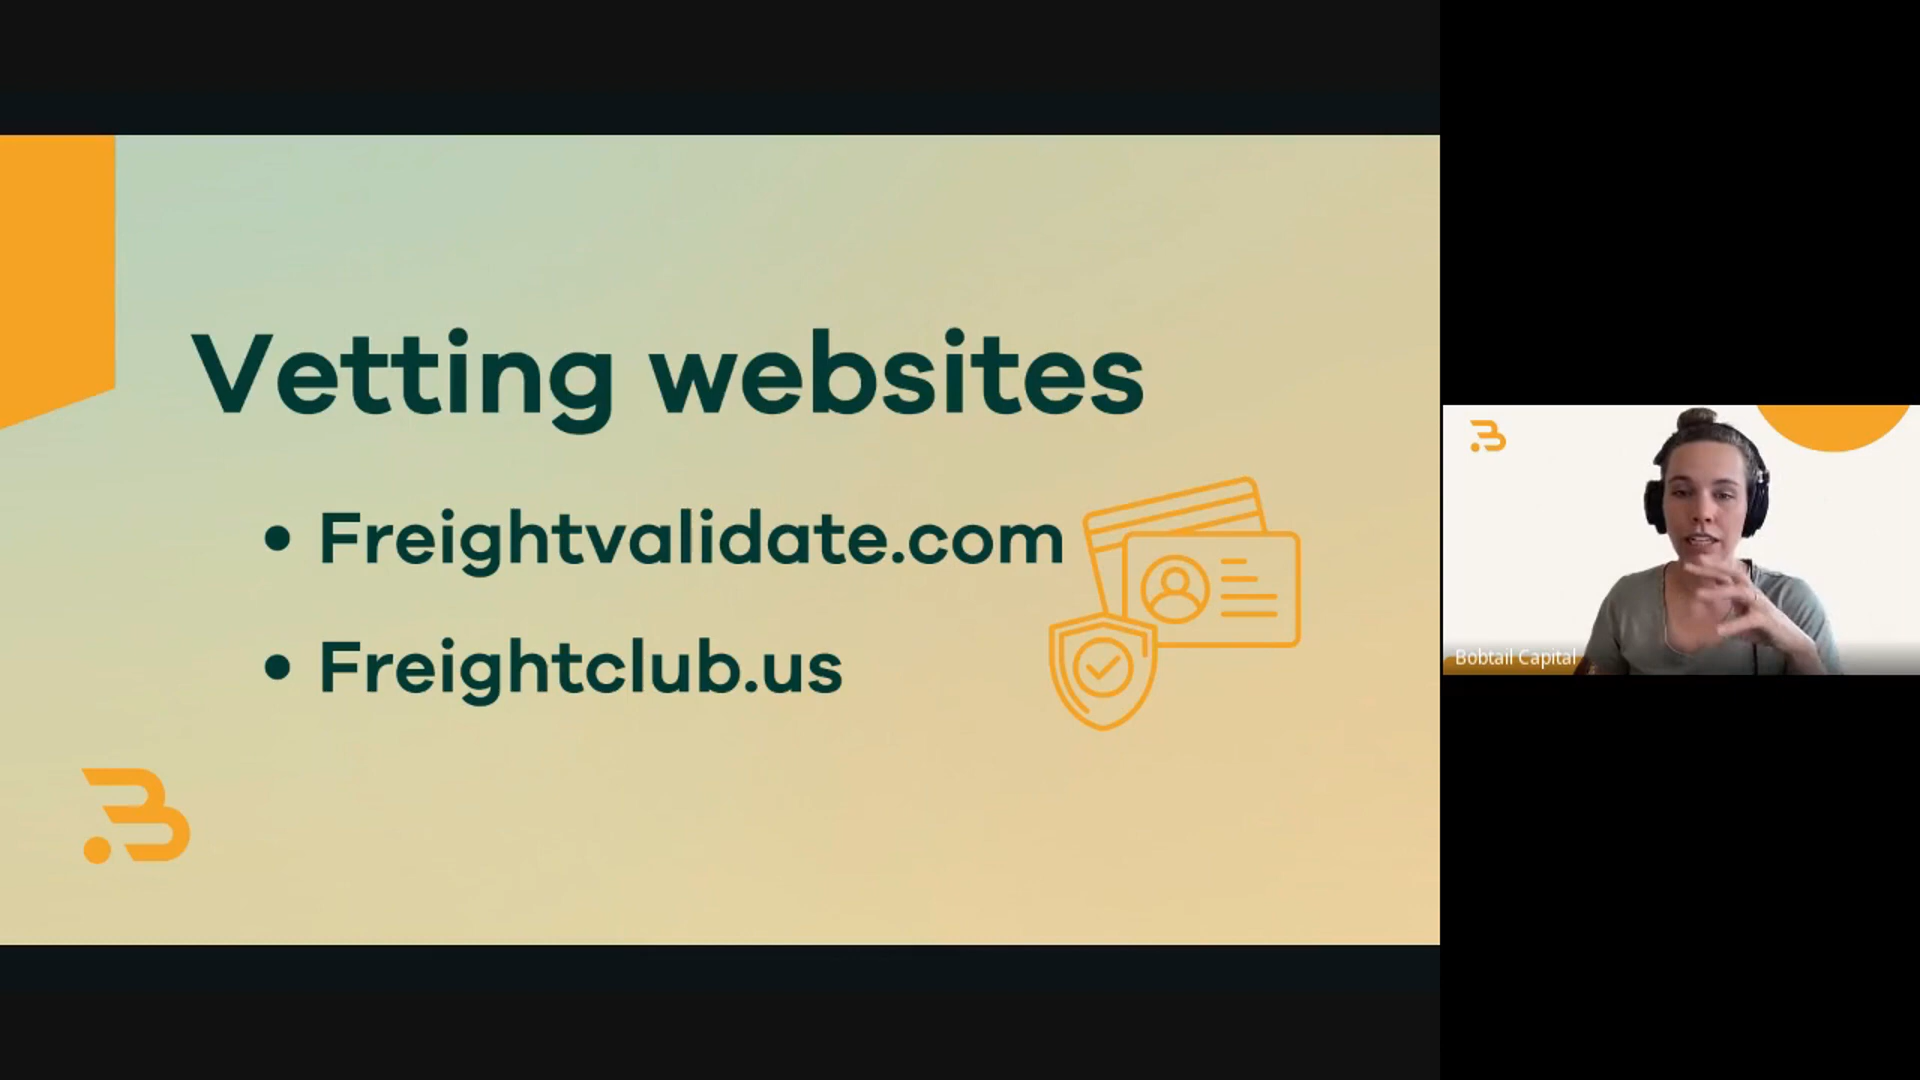 Vetting websites
• Freightvalidate.com
• Freightclub.us
Bobtail Capital